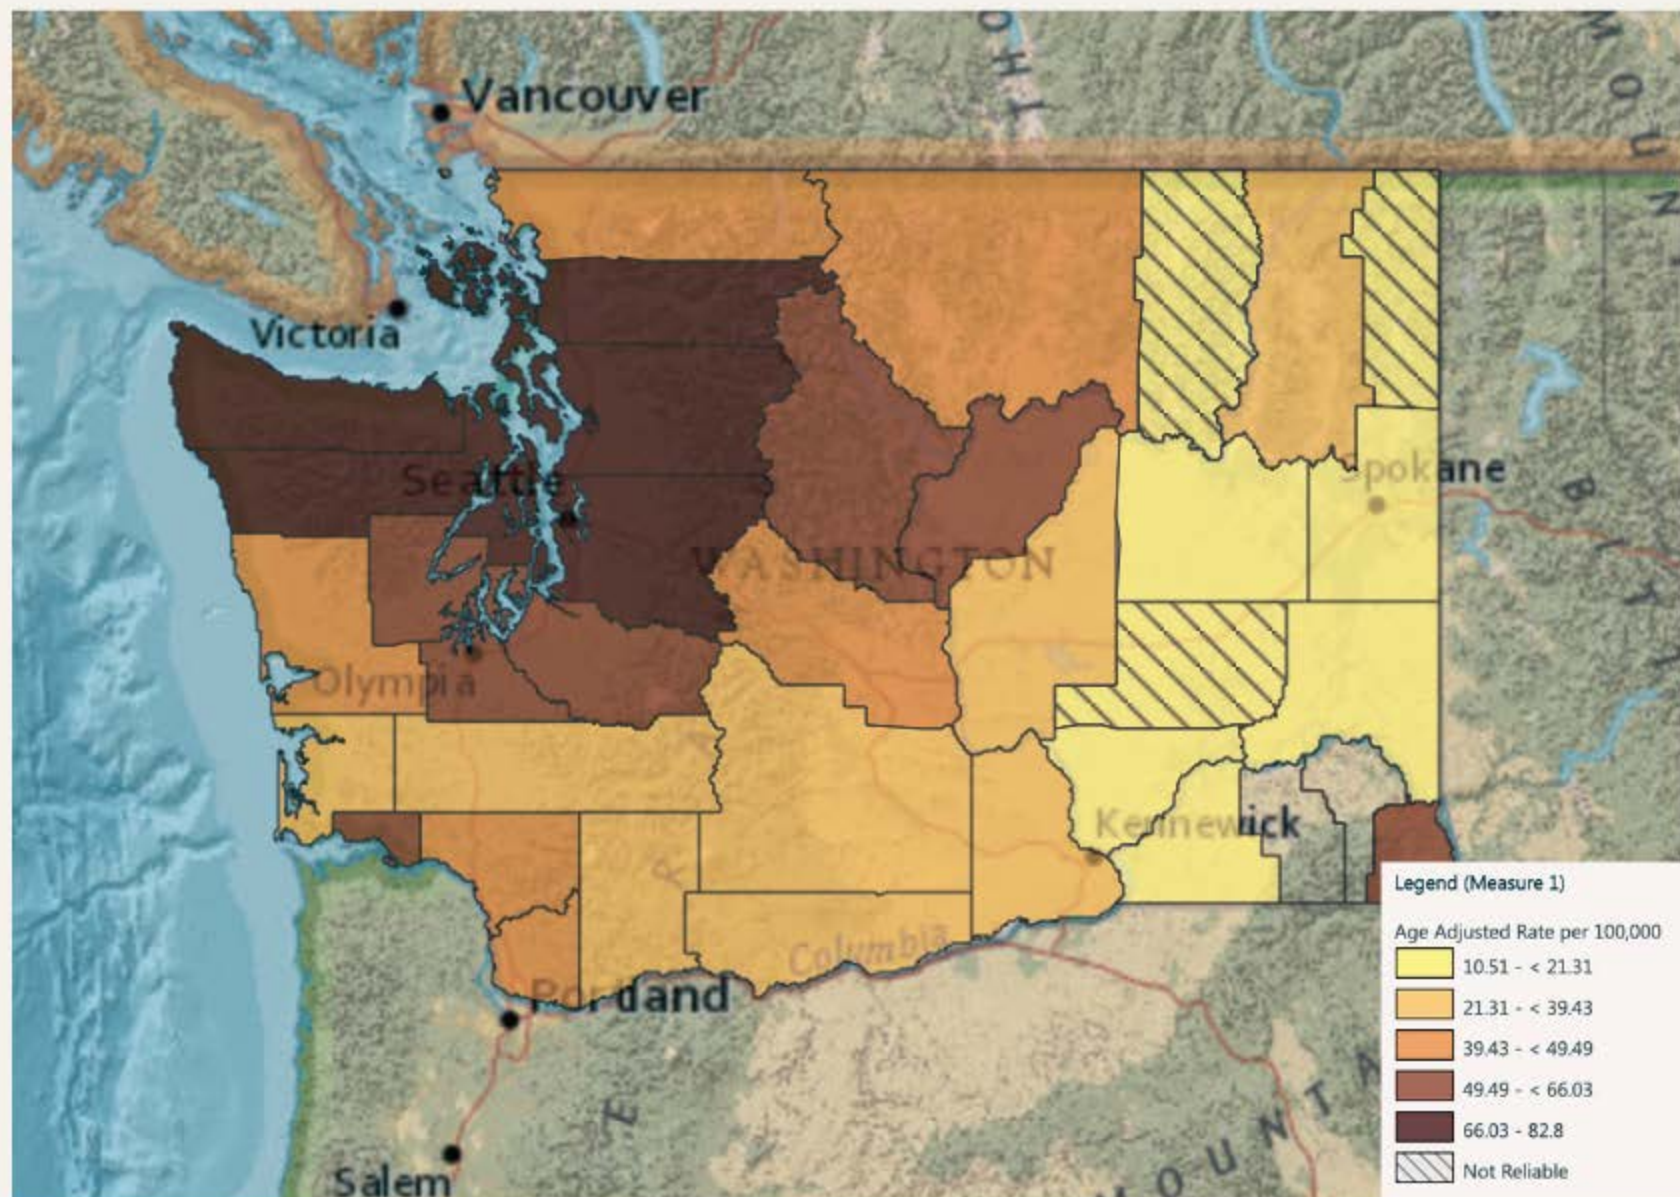 Vancouver
Victoria
Seattle
WASHINGTON
Spokane
Olympia
Kennewick
Columbia
Portland
Salem
Legend (Measure 1)
Age Adjusted Rate per 100,000
10.51 - < 21.31
21.31 - < 39.43
39.43 - < 49.49
49.49 - < 66.03
66.03 - 82.8
Not Reliable